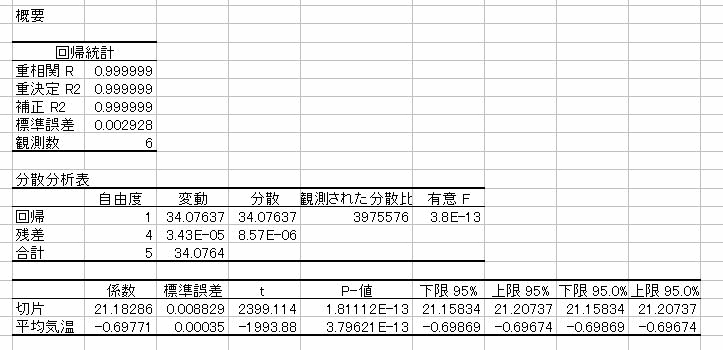 概要
回帰統計
重相関 R 0.999999
重決定 R2 0.999999
補正 R2 0.999999
標準誤差 0.002928
観測数 6
分散分析表
自由度 変動 分散 観測された分散比 有意 F
回帰 1 34.07637 34.07637 3975576 3.8E-13
残差 4 3.43E-05 8.57E-06
合計 5 34.0764
係数 標準誤差 t P-値 下限 95% 上限 95% 下限 95.0% 上限 95.0%
切片 21.18286 0.008829 2399.114 1.81112E-13 21.15834 21.20737 21.15834 21.20737
平均気温 -0.69771 0.00035 -1993.88 3.79621E-13 -0.69869 -0.69674 -0.69869 -0.69674